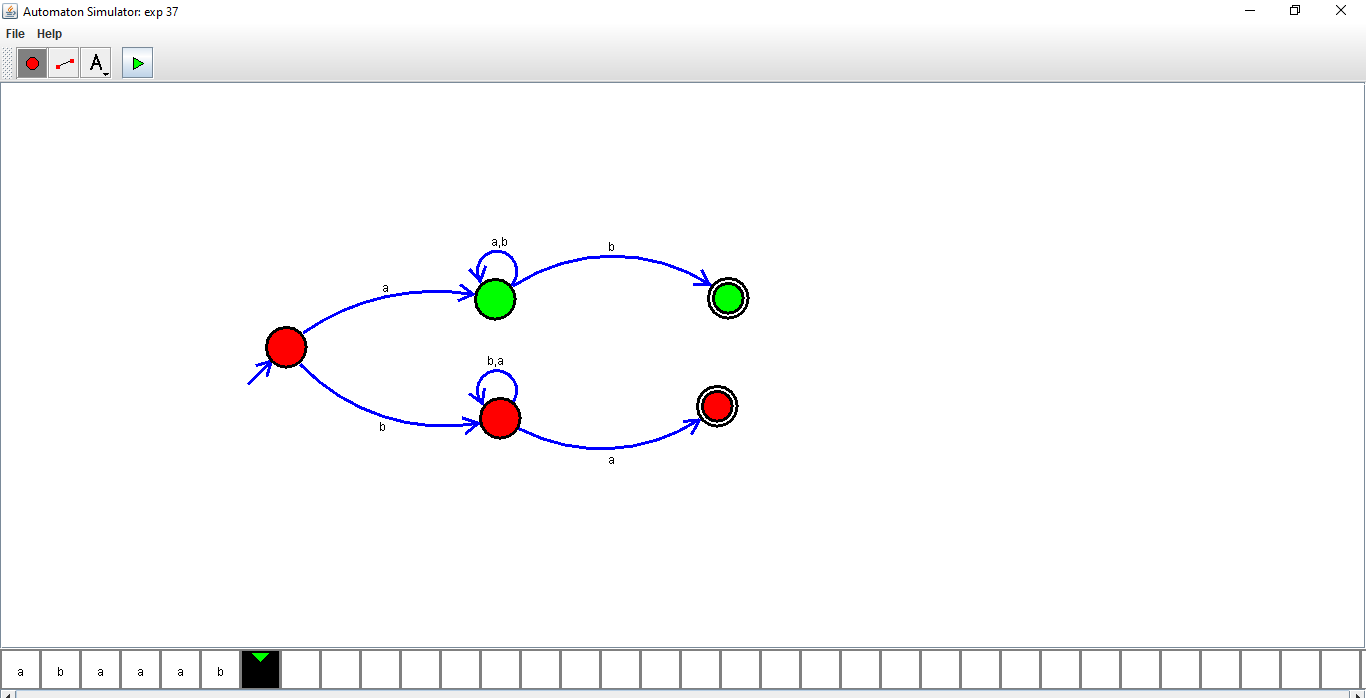 Automaton Simulator: exp 37
File Help
A
a,b
b
a
b,a
b
a
a b a a a b